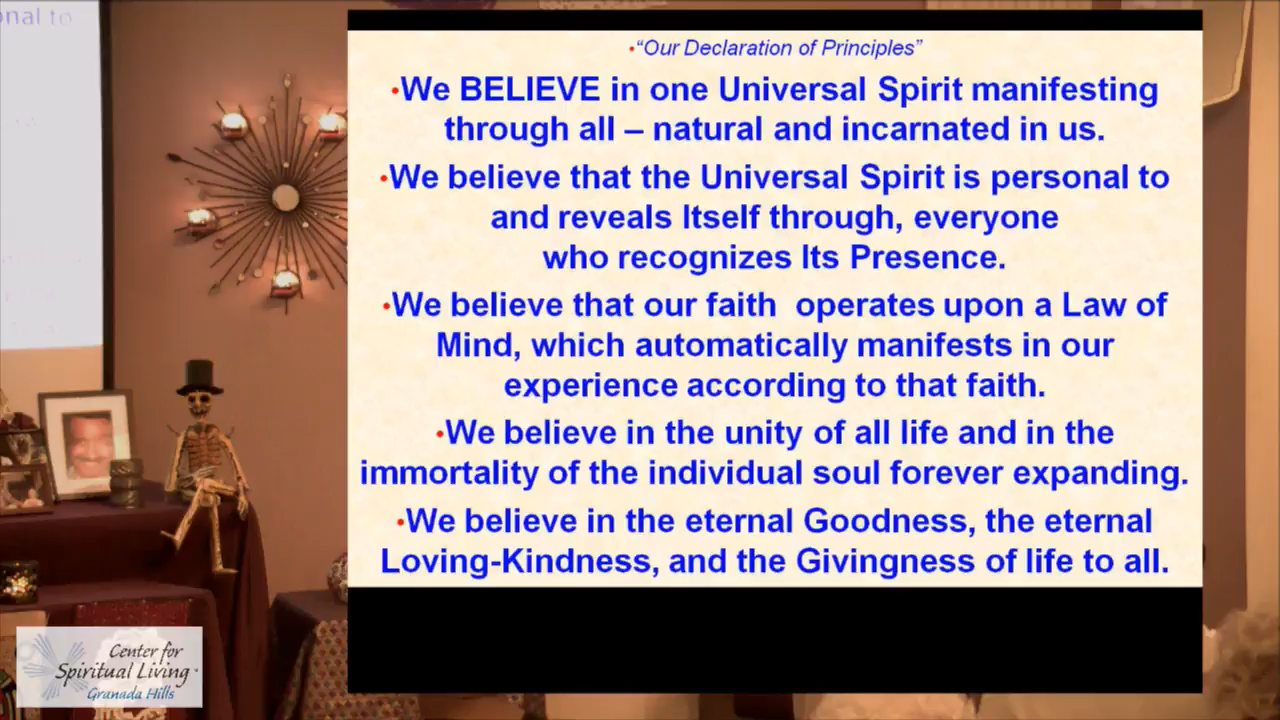 onal to
•“Our Declaration of Principles”
•We BELIEVE in one Universal Spirit manifesting
through all – natural and incarnated in us.
•We believe that the Universal Spirit is personal to
and reveals Itself through, everyone
who recognizes Its Presence.
•We believe that our faith  operates upon a Law of
Mind, which automatically manifests in our
experience according to that faith.
•We believe in the unity of all life and in the
immortality of the individual soul forever expanding.
•We believe in the eternal Goodness, the eternal
Loving-Kindness, and the Givingness of life to all.
Center for
Spiritual Living
Granada Hills